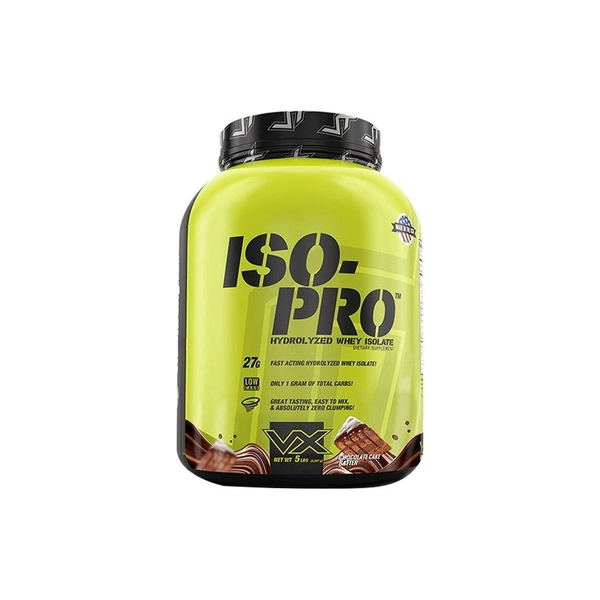 ISO-
PRO™
HYDROLYZED WHEY ISOLATE
DIETARY SUPPLEMENT
27G
FAST ACTING HYDROLYZED WHEY ISOLATE!
LOW
CARBS
ONLY 1 GRAM OF TOTAL CARBS!
GREAT TASTING, EASY TO MIX,
& ABSOLUTELY ZERO CLUMPING!
VX
NET WT 5 LBS
CHOCOLATE CAKE
BATTER